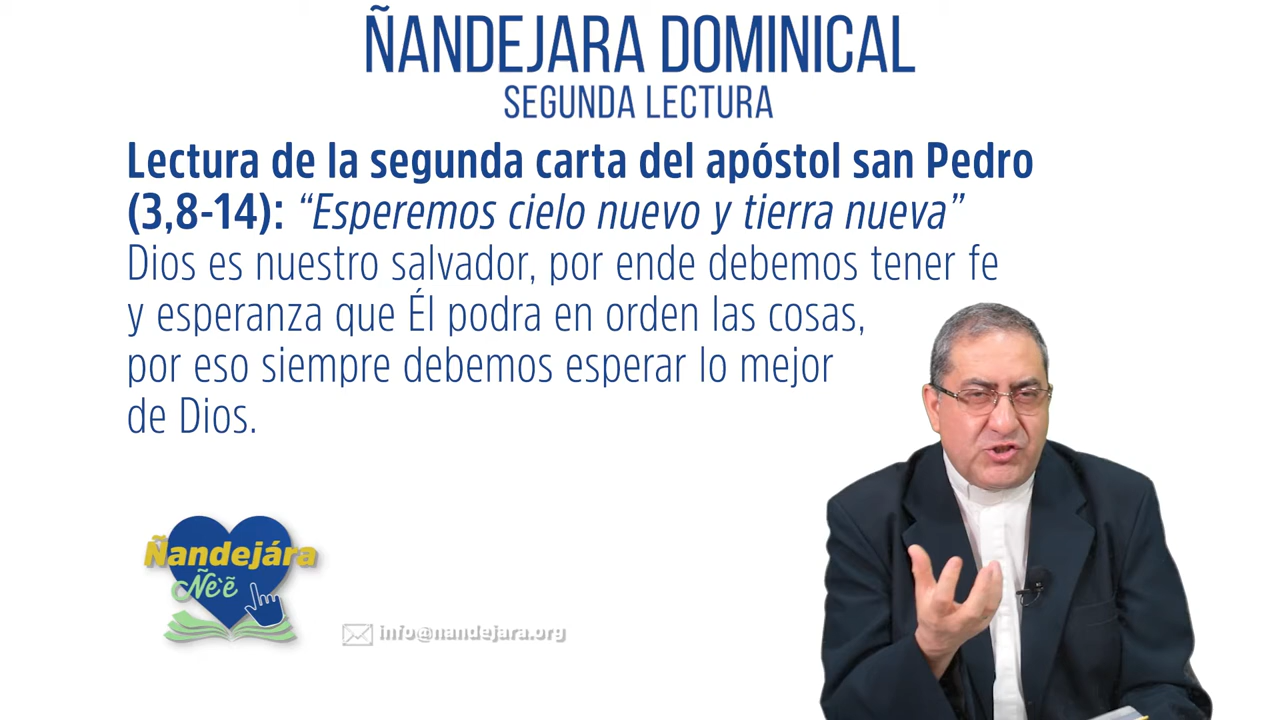 ÑANDEJARA DOMINICAL
SEGUNDA LECTURA
Lectura de la segunda carta del apóstol san Pedro
(3,8-14): “Esperemos cielo nuevo y tierra nueva”
Dios es nuestro salvador, por ende debemos tener fe
y esperanza que Él podra en orden las cosas,
por eso siempre debemos esperar lo mejor
de Dios.
Ñandejára
Ñe'ẽ
info@nandejara.org